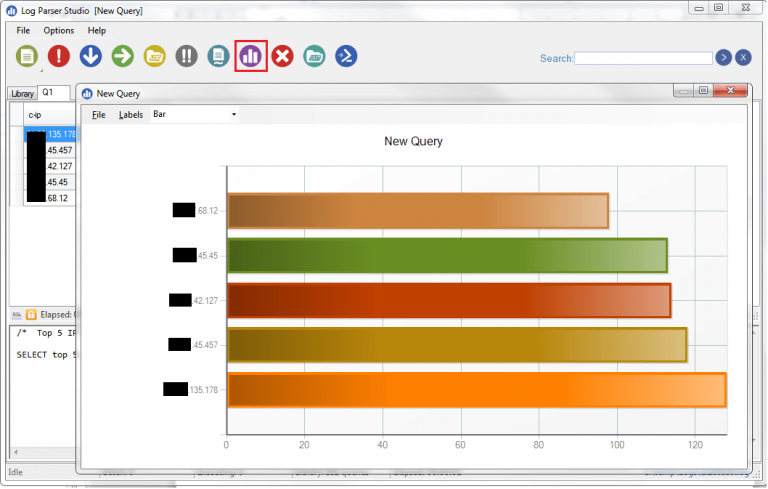 Log Parser Studio [New Query]
File Options Help
Search:
Library Q1
New Query
c-ip
File Labels Bar
.135.178
New Query
.45.457
.42.127
.45.45
.68.12
68.12
.45.45
.42.127
45.457
135.178
SQL Elapsed:
/* Top 5 IP
SELECT top 5
0 20 40 60 80 100 120
Idle